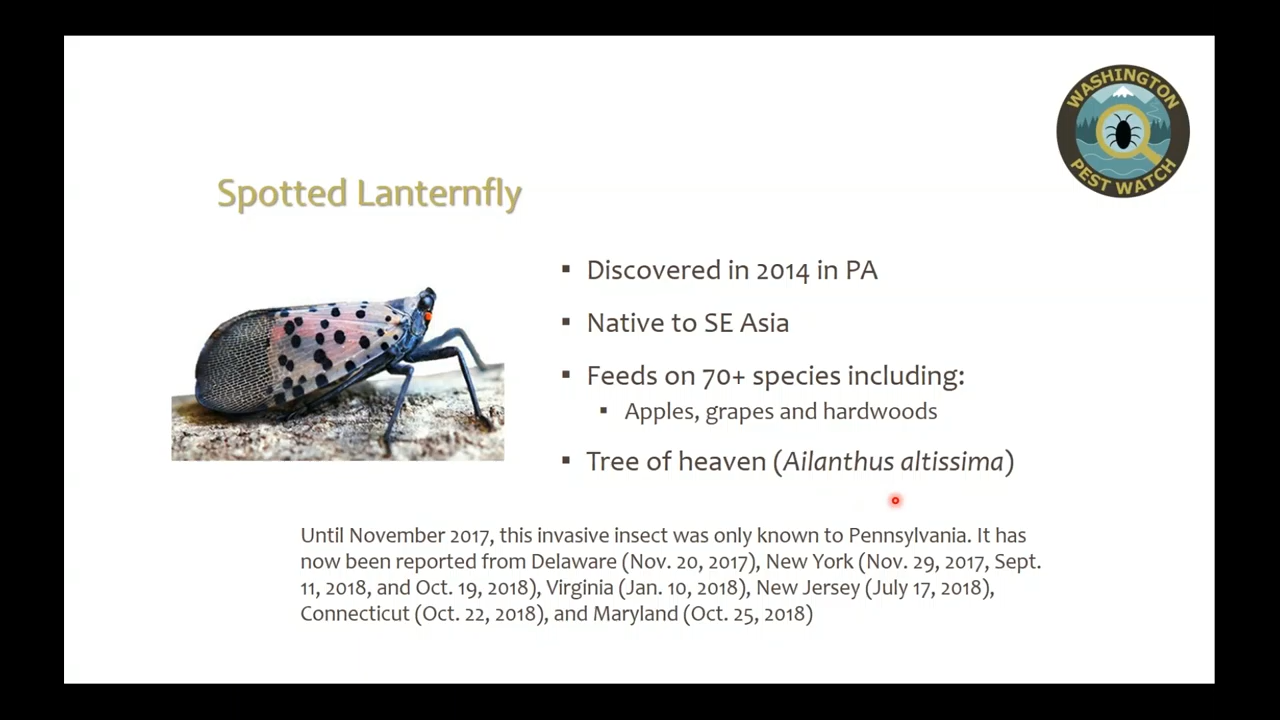 WASHINGTON
PEST WATCH
Spotted Lanternfly
▪ Discovered in 2014 in PA
▪ Native to SE Asia
▪ Feeds on 70+ species including:
▪ Apples, grapes and hardwoods
▪ Tree of heaven (Ailanthus altissima)
Until November 2017, this invasive insect was only known to Pennsylvania. It has
now been reported from Delaware (Nov. 20, 2017), New York (Nov. 29, 2017, Sept.
11, 2018, and Oct. 19, 2018), Virginia (Jan. 10, 2018), New Jersey (July 17, 2018),
Connecticut (Oct. 22, 2018), and Maryland (Oct. 25, 2018)